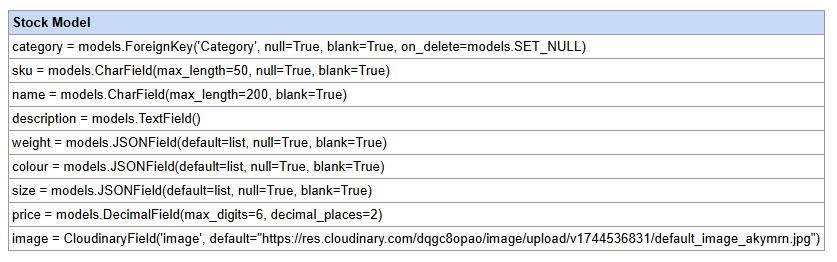 Stock Model
category = models.ForeignKey('Category', null=True, blank=True, on_delete=models.SET_NULL)
sku = models.CharField(max_length=50, null=True, blank=True)
name = models.CharField(max_length=200, blank=True)
description = models.TextField()
weight = models.JSONField(default=list, null=True, blank=True)
colour = models.JSONField(default=list, null=True, blank=True)
size = models.JSONField(default=list, null=True, blank=True)
price = models.DecimalField(max_digits=6, decimal_places=2)
image = CloudinaryField('image', default="https://res.cloudinary.com/dqgc8opao/image/upload/v1744536831/default_image_akymrn.jpg")